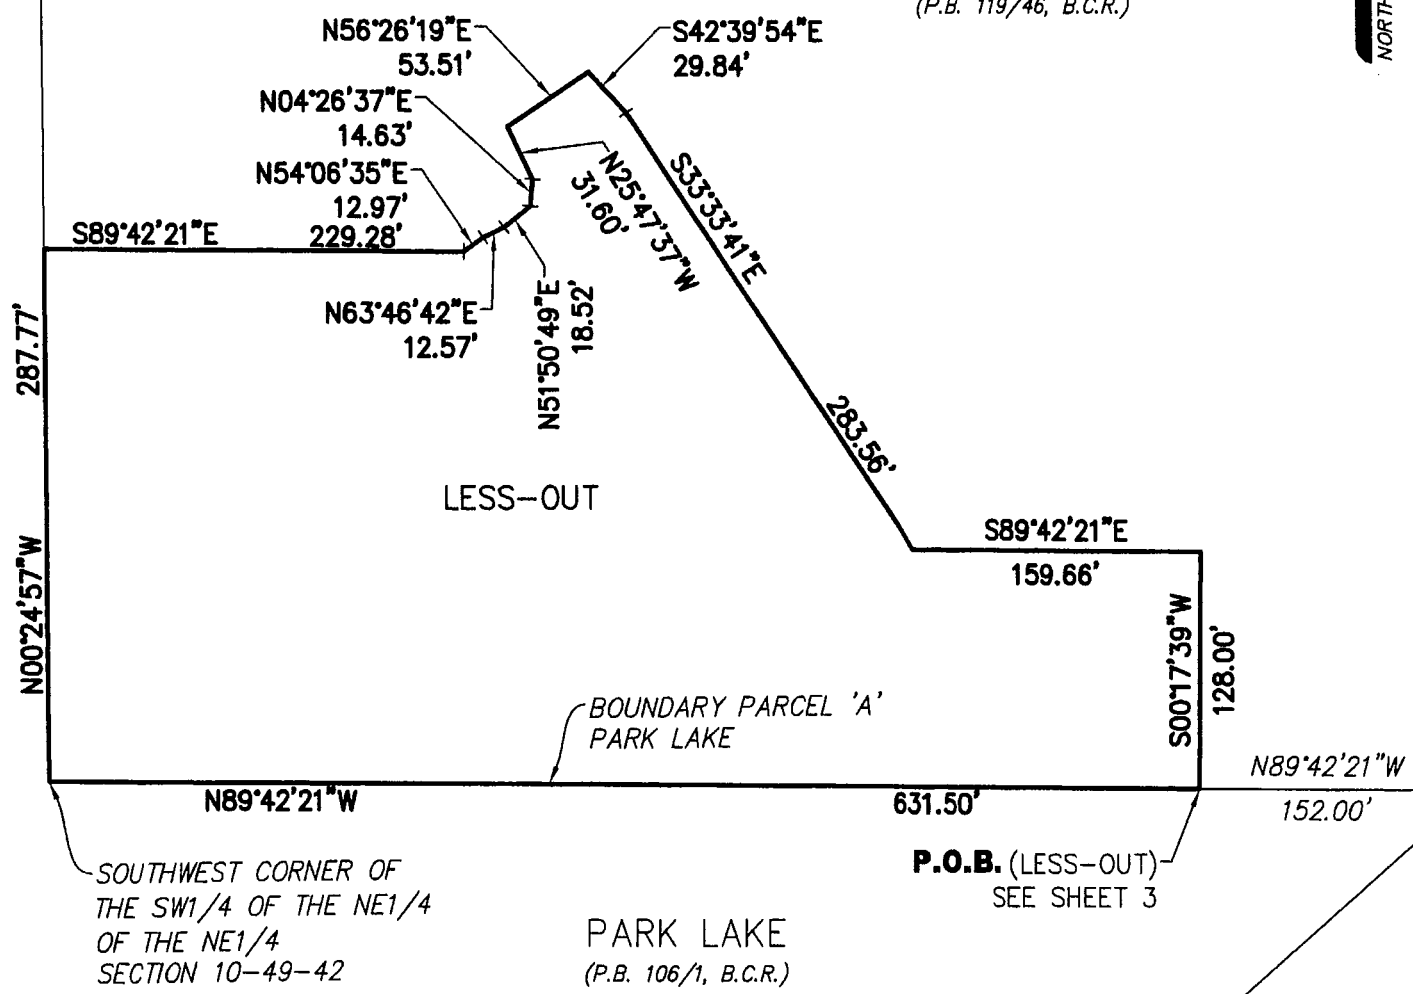 (P.B. 119/46, B.C.R.)
NORTH
N56°26'19"E
53.51'
S42°39'54"E
29.84'
N04°26'37"E
14.63'
N54°06'35"E
12.97'
N25°47'37"W
31.60'
S33°33'41"E
283.56'
S89°42'21"E
229.28'
N63°46'42"E
12.57'
N51°50'49"E
18.52'
287.77'
N00°24'57"W
LESS-OUT
S89°42'21"E
159.66'
S00°17'39"W
128.00'
BOUNDARY PARCEL 'A'
PARK LAKE
N89°42'21"W
631.50'
N89°42'21"W
152.00'
P.O.B. (LESS-OUT)
SEE SHEET 3
SOUTHWEST CORNER OF
THE SW1/4 OF THE NE1/4
OF THE NE1/4
SECTION 10-49-42
PARK LAKE
(P.B. 106/1, B.C.R.)